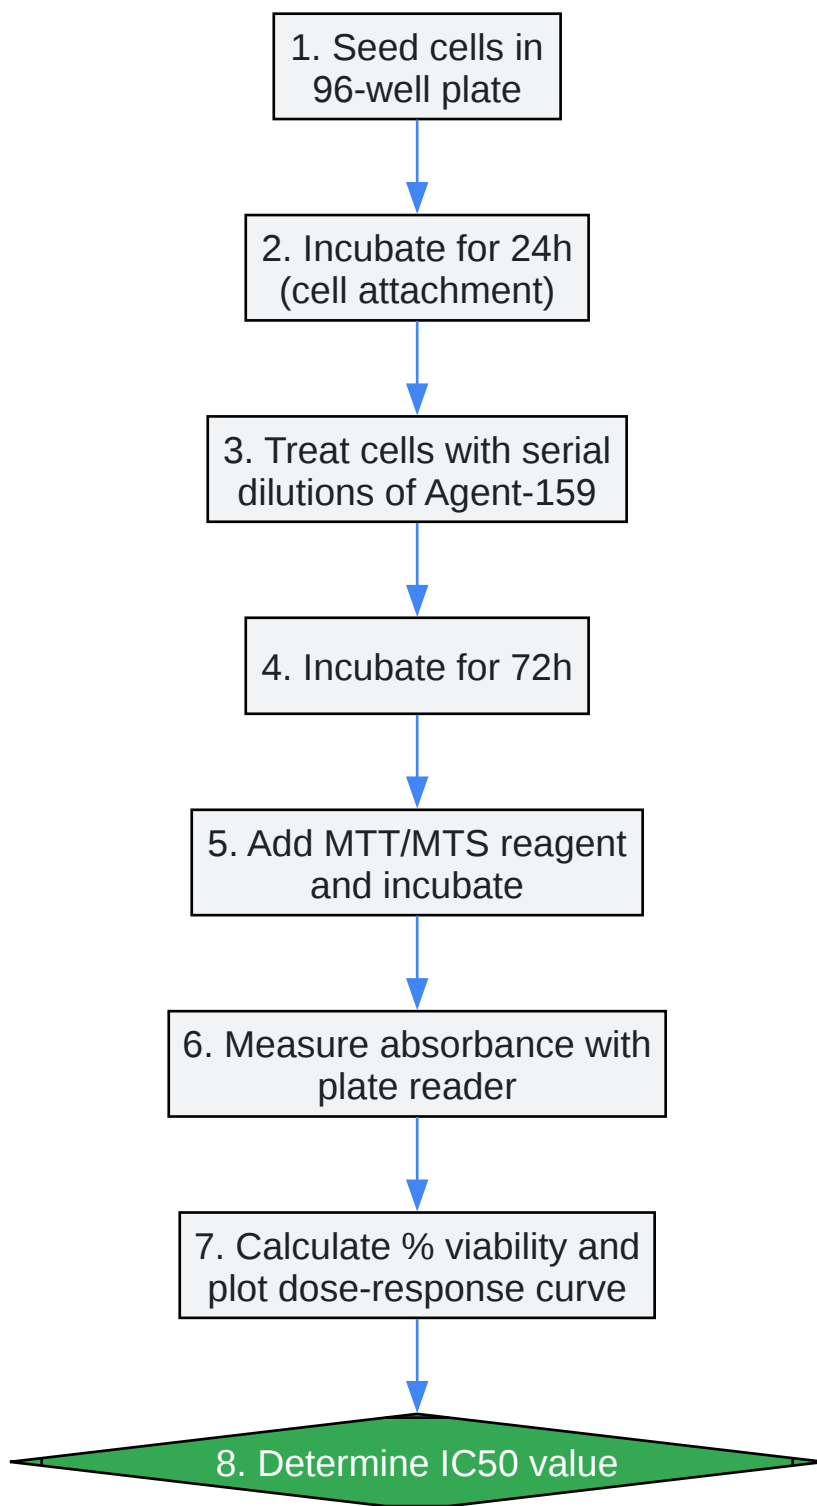 1. Seed cells in
96-well plate
2. Incubate for 24h
(cell attachment)
3. Treat cells with serial
dilutions of Agent-159
4. Incubate for 72h
5. Add MTT/MTS reagent
and incubate
6. Measure absorbance with
plate reader
7. Calculate % viability and
plot dose-response curve
8. Determine IC50 value